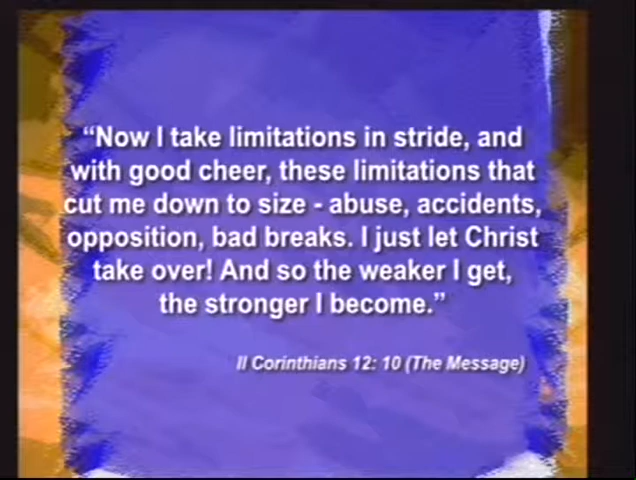 “Now I take limitations in stride, and
with good cheer, these limitations that
cut me down to size - abuse, accidents,
opposition, bad breaks. I just let Christ
take over! And so the weaker I get,
the stronger I become.”
II Corinthians 12: 10 (The Message)